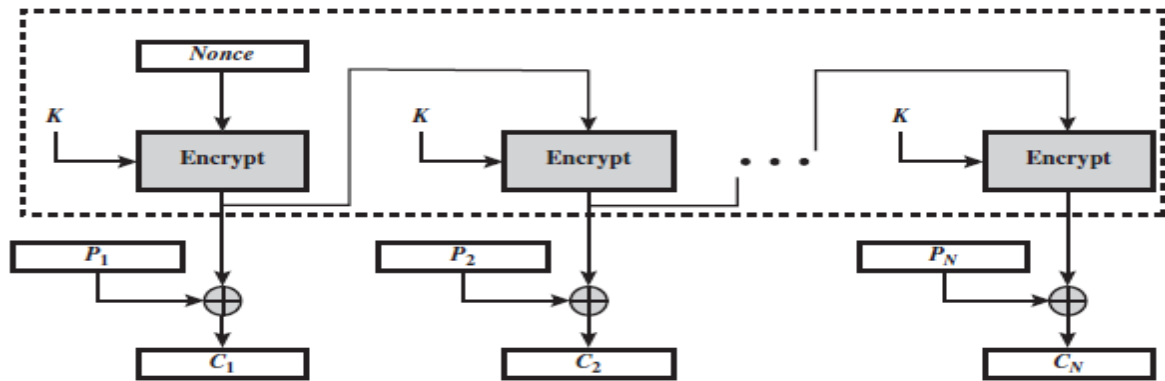 Nonce
K
K
K
Encrypt
Encrypt
• • •
Encrypt
P1
P2
PN
C1
C2
CN